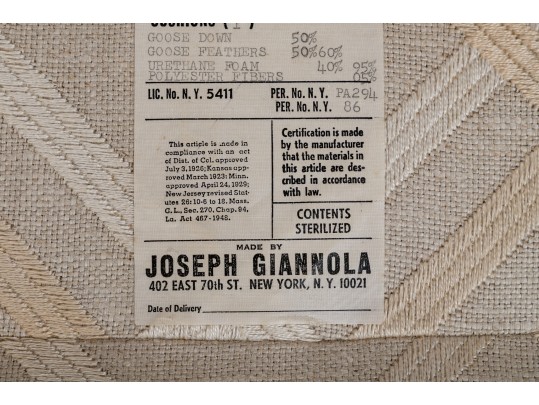 CUSHIONS (1")
GOOSE DOWN 50%
GOOSE FEATHERS 50%60%
URETHANE FOAM 40% 95%
POLYESTER FIBERS 05%
LIC. No. N. Y. 5411 PER. No. N. Y. PA294
PER. No. N. Y. 86
This article is made in
compliance with an act
of Dist. of Col. approved
July 3, 1926; Kansas app-
roved March 1923; Minn.
approved April 24, 1929;
New Jersey revised Stat-
utes 26:10-6 to 18. Mass.
G. L., Sec. 270, Chap. 94,
La. Act 467-1948.
Certification is made
by the manufacturer
that the materials in
this article are des-
cribed in accordance
with law.
CONTENTS
STERILIZED
MADE BY
JOSEPH GIANNOLA
402 EAST 70th ST. NEW YORK, N. Y. 10021
Date of Delivery